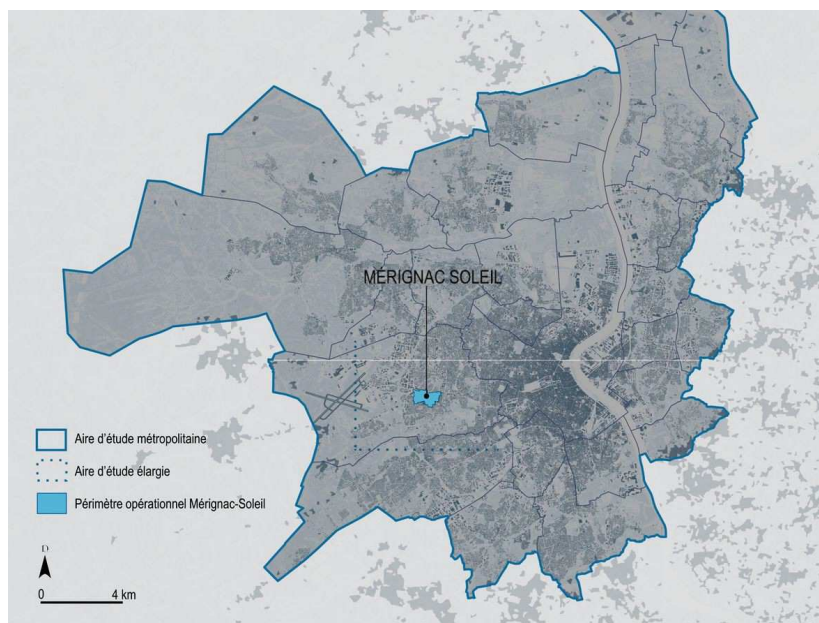 MÉRIGNAC SOLEIL
Aire d'étude métropolitaine
Aire d'étude élargie
Périmètre opérationnel Mérignac-Soleil
0 4 km